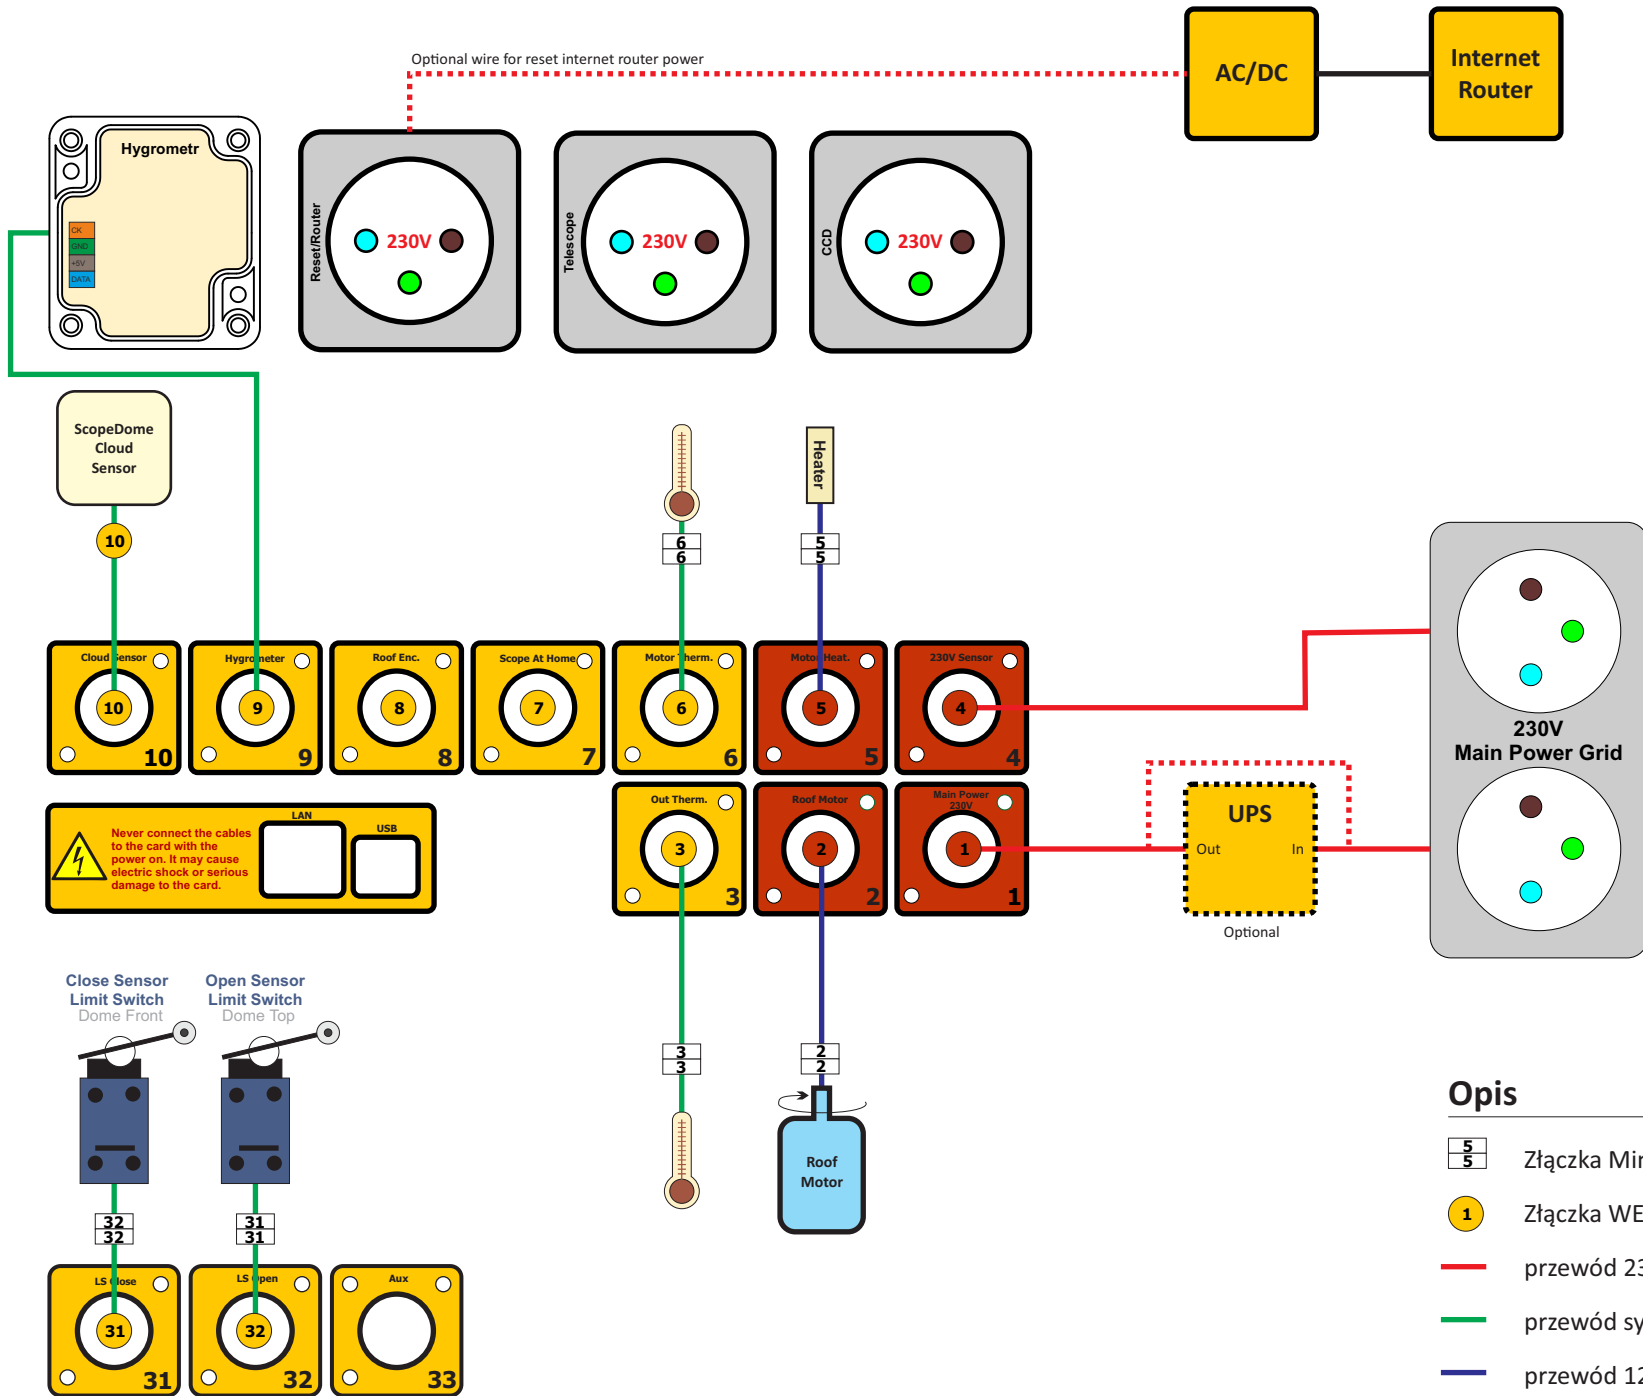 Optional wire for reset internet router power
AC/DC
Internet
Router
Hygrometr
CK
GND
+5V
DATA
Reset/Router
230V
Telescope
230V
CCD
230V
ScopeDome
Cloud
Sensor
10
6
6
Heater
5
5
Cloud Sensor
10
10
Hygrometer
9
9
Roof Enc.
8
8
Scope At Home
7
7
Motor Therm.
6
6
Motor Heat.
5
5
230V Sensor
4
4
230V
Main Power Grid
Never connect the cables
to the card with the
power on. It may cause
electric shock or serious
damage to the card.
LAN
USB
Out Therm.
3
3
Roof Motor
2
2
Main Power
230V
1
1
UPS
Out
In
Optional
Close Sensor
Limit Switch
Dome Front
Open Sensor
Limit Switch
Dome Top
3
3
2
2
Roof
Motor
32
32
31
31
LS Close
31
31
LS Open
32
32
Aux
33
Opis
5
5
Złączka
1
Złączka WE
przewód
przewód
przewód